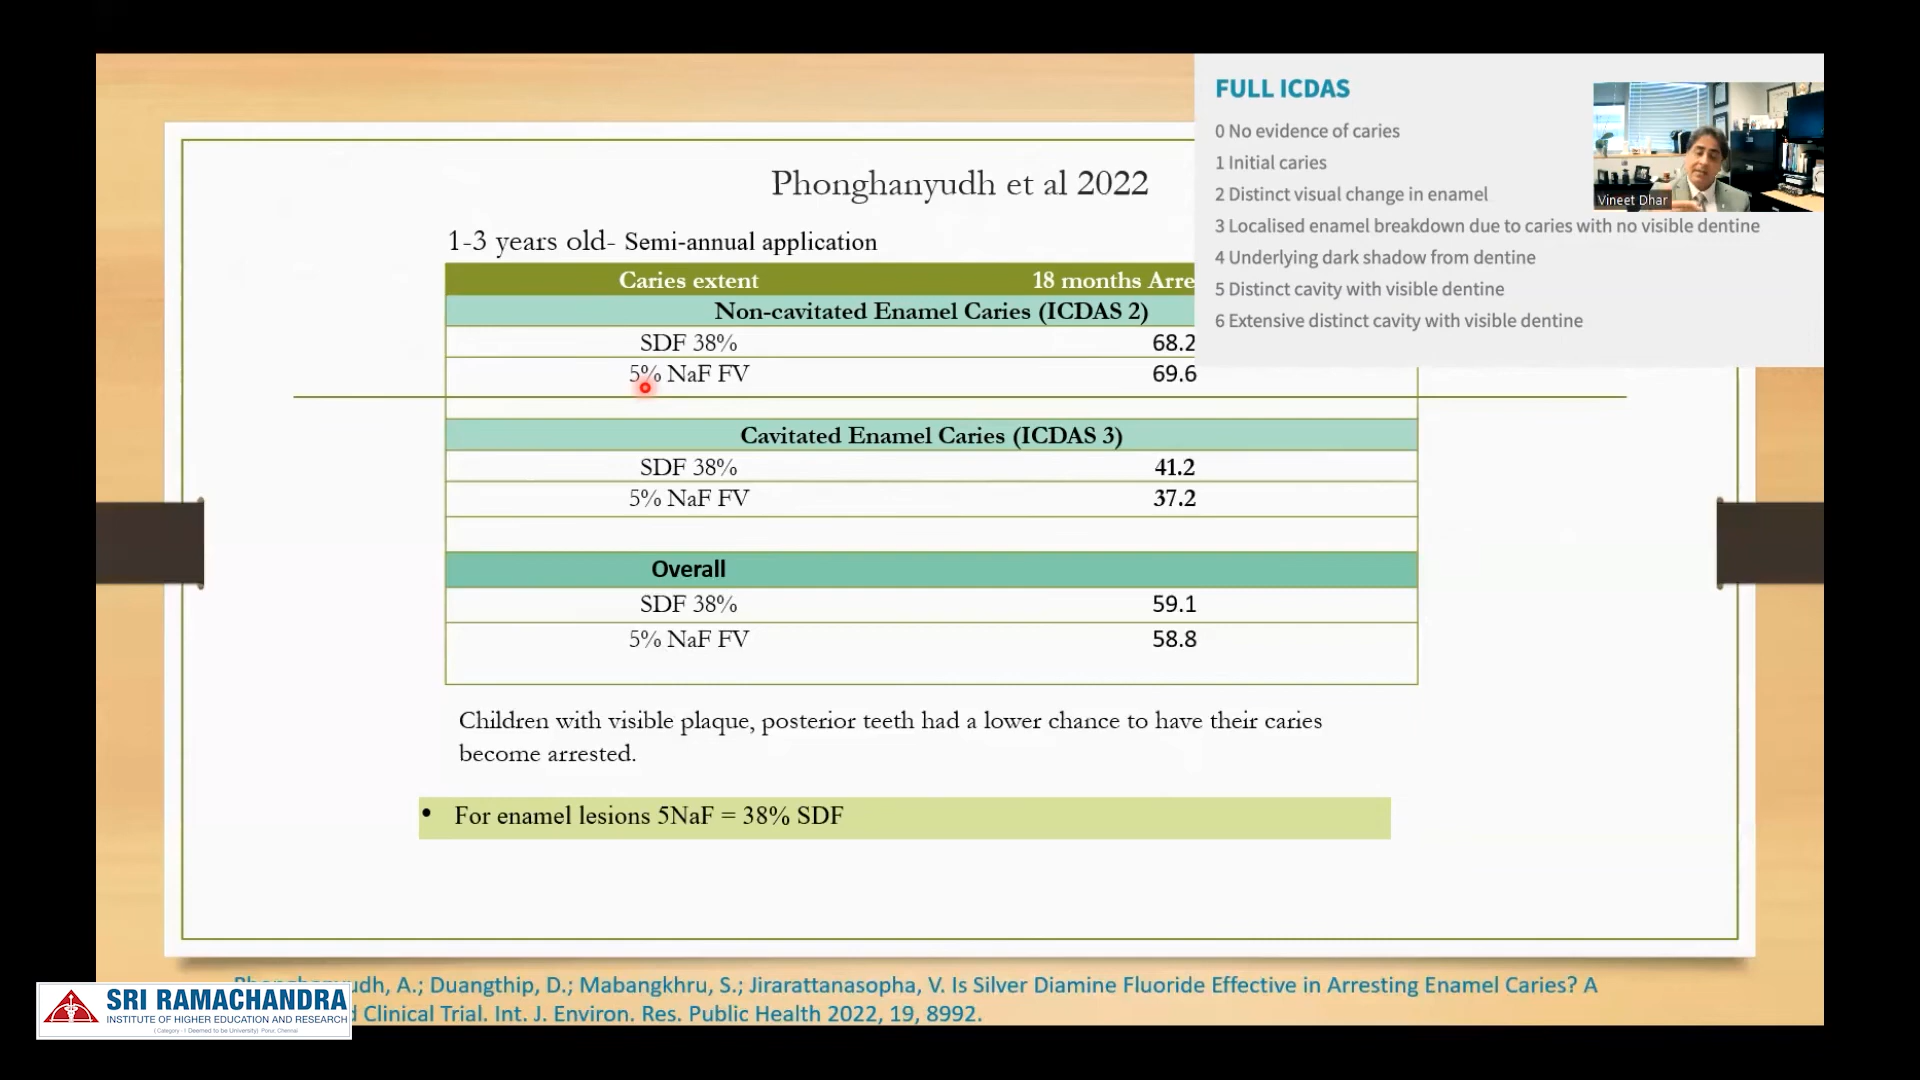 FULL ICDAS
0 No evidence of caries
1 Initial caries
2 Distinct visual change in enamel
3 Localised enamel breakdown due to caries with no visible dentine
4 Underlying dark shadow from dentine
5 Distinct cavity with visible dentine
6 Extensive distinct cavity with visible dentine
Vineet Dhar
Phonghanyudh et al 2022
1-3 years old- Semi-annual application
Caries extent 18 months Arre
Non-cavitated Enamel Caries (ICDAS 2)
SDF 38% 68.2
5% NaF FV 69.6
Cavitated Enamel Caries (ICDAS 3)
SDF 38% 41.2
5% NaF FV 37.2
Overall
SDF 38% 59.1
5% NaF FV 58.8
Children with visible plaque, posterior teeth had a lower chance to have their caries
become arrested.
• For enamel lesions 5NaF = 38% SDF
A.; Duangthip, D.; Mabangkhru, S.; Jirarattanasopha, V. Is Silver Diamine Fluoride Effective in Arresting Enamel Caries? A
Clinical Trial. Int. J. Environ. Res. Public Health 2022, 19, 8992.
SRI RAMACHANDRA
INSTITUTE OF HIGHER EDUCATION AND RESEARCH
(Category - I Deemed to be University) Porur, Chennai